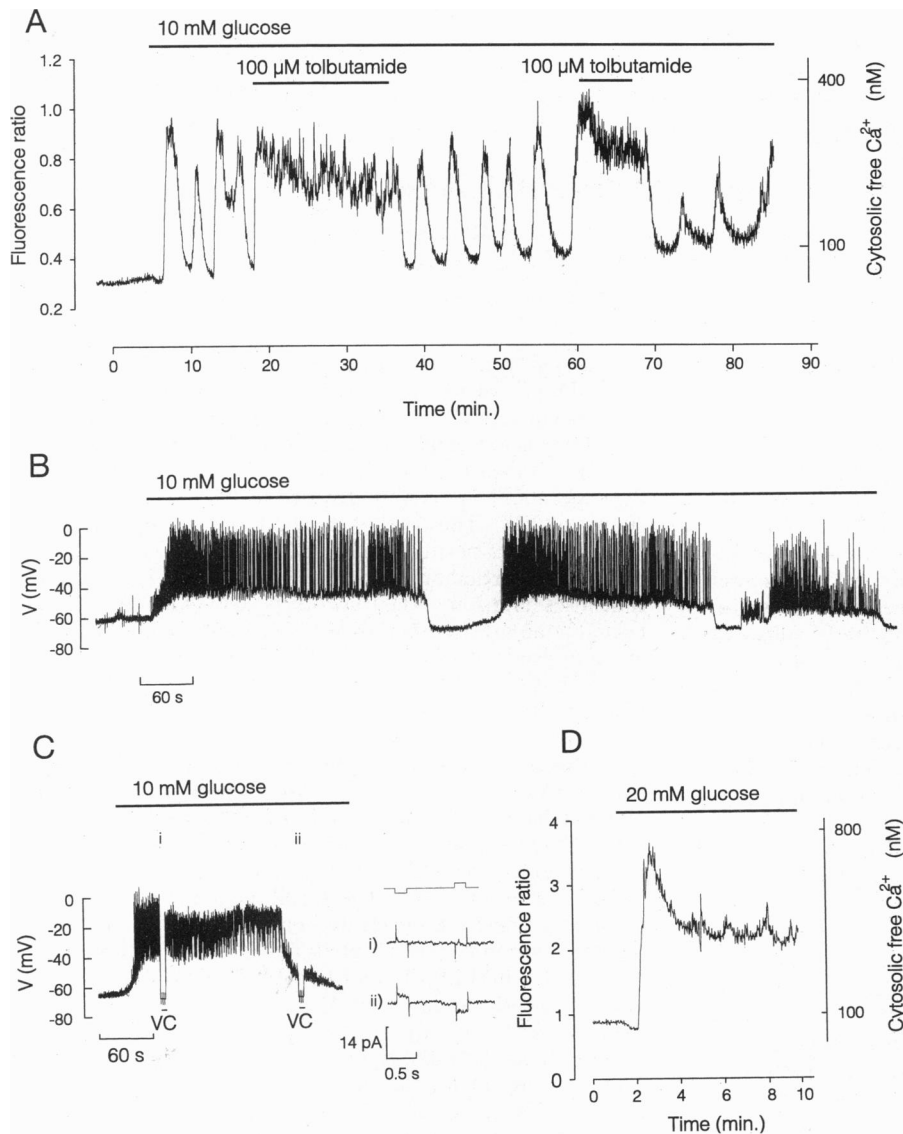 A
10 mM glucose
100 µM tolbutamide
100 µM tolbutamide
Fluorescence ratio
1.2
1.0
0.8
0.6
0.4
0.2
400
100
Cytosolic free Ca2+ (nM)
0 10 20 30 40 50 60 70 80 90
Time (min.)
B
10 mM glucose
V (mV)
0
-20
-40
-60
-80
60 s
C
10 mM glucose
i
ii
V (mV)
0
-20
-40
-60
-80
VC
VC
60 s
i)
ii)
14 pA
0.5 s
D
20 mM glucose
Fluorescence ratio
4
3
2
1
0
800
100
Cytosolic free Ca2+ (nM)
0 2 4 6 8 10
Time (min.)